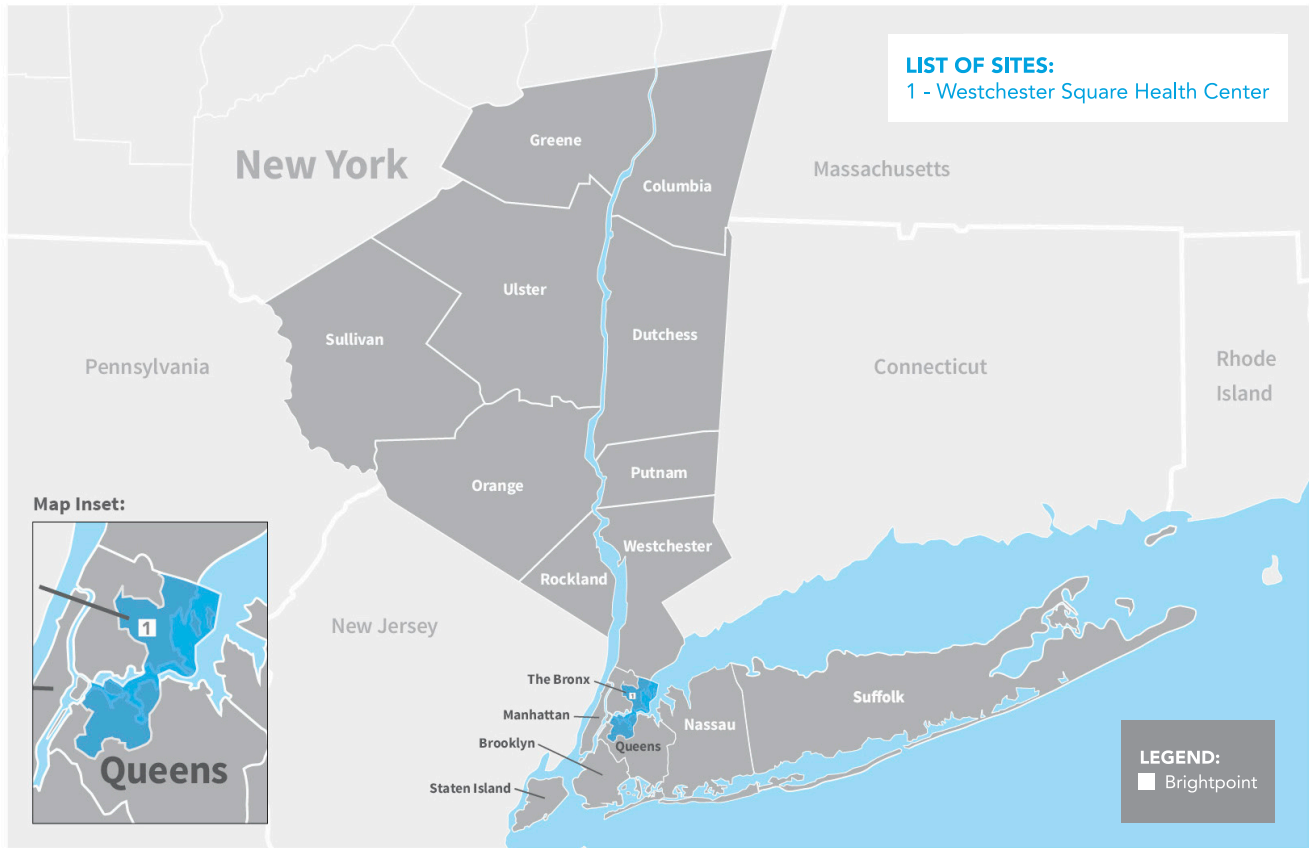 LIST OF SITES:
1 - Westchester Square Health Center
Greene
New York
Massachusetts
Columbia
Ulster
Sullivan
Dutchess
Pennsylvania
Connecticut
Rhode
Island
Putnam
Orange
Map Inset:
Westchester
Rockland
New Jersey
1
Queens
The Bronx
1
Manhattan
Suffolk
Nassau
Brooklyn
Queens
Staten Island
LEGEND:
Brightpoint